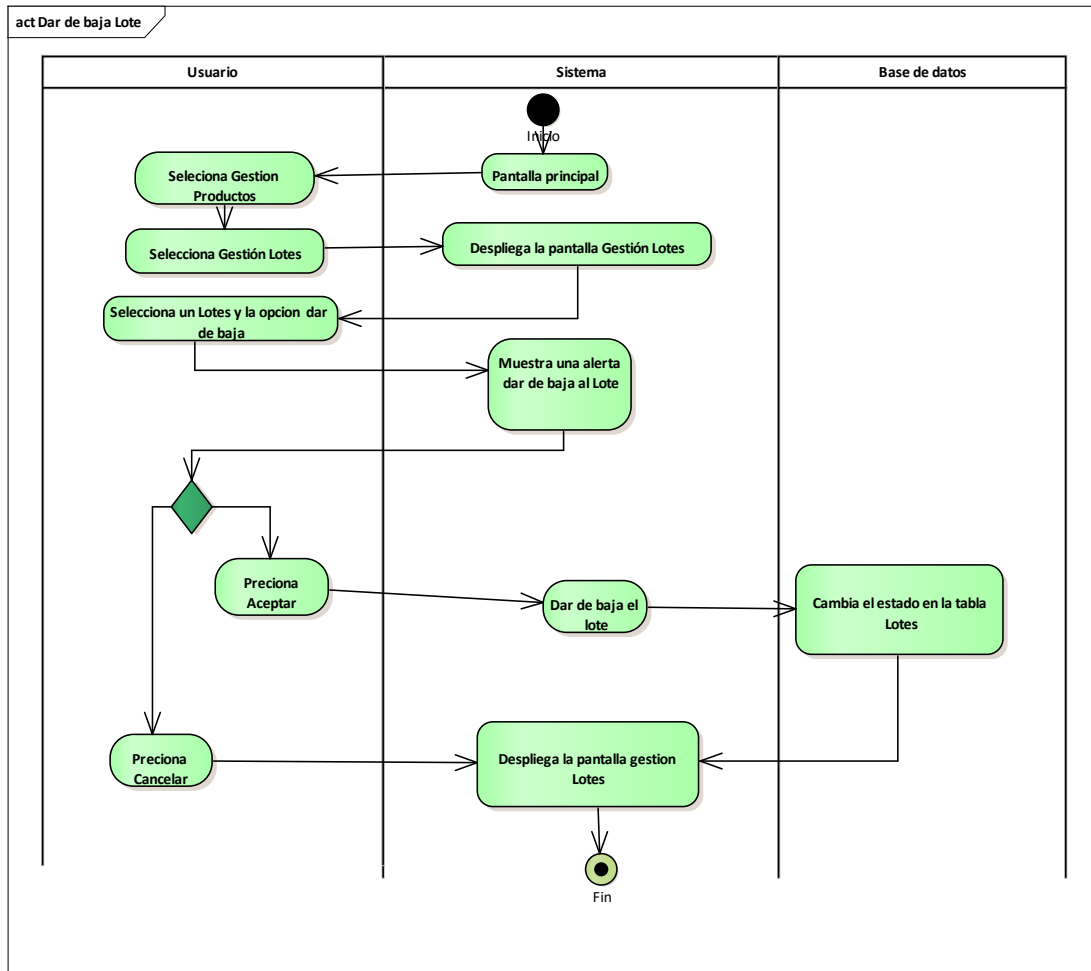 act Dar de baja Lote
Usuario
Sistema
Base de datos
Inicio
Pantalla principal
Seleciona Gestion
Productos
Selecciona Gestión Lotes
Despliega la pantalla Gestión Lotes
Selecciona un Lotes y la opcion dar
de baja
Muestra una alerta
dar de baja al Lote
Preciona
Aceptar
Dar de baja el
lote
Cambia el estado en la tabla
Lotes
Preciona
Cancelar
Despliega la pantalla gestion
Lotes
Fin